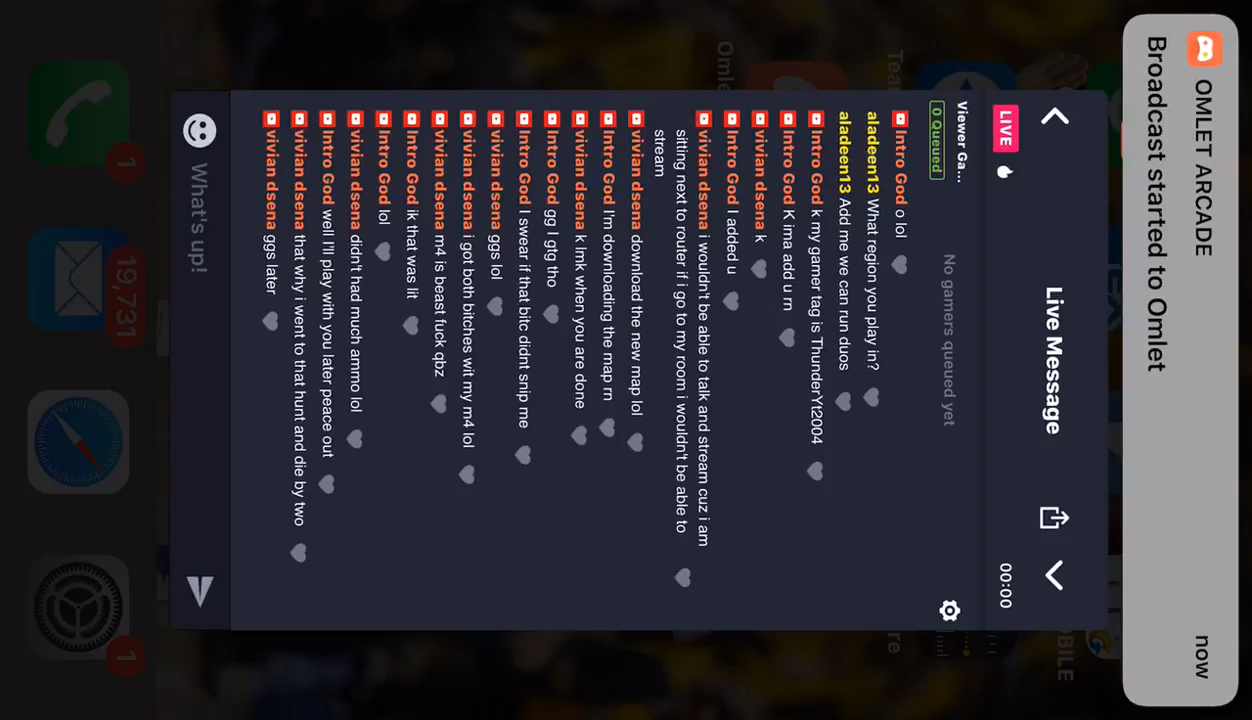 OMLET ARCADE
now
Broadcast started to Omlet
Live Message
LIVE
00:00
Viewer Ga...
0 Queued
No gamers queued yet
Intro God o lol
aladeen13 What region you play in?
aladeen13 Add me we can run duos
Intro God k my gamer tag is ThunderYt2004
Intro God K ima add u rn
vivian dsena k
Intro God I added u
vivian dsena i wouldn't be able to talk and stream cuz i am
sitting next to router if i go to my room i wouldn't be able to
stream
vivian dsena download the new map lol
Intro God I'm downloading the map rn
vivian dsena k lmk when you are done
Intro God gg I gtg tho
Intro God I swear if that bitc didnt snip me
vivian dsena ggs lol
vivian dsena i got both bitches wit my m4 lol
vivian dsena m4 is beast fuck qbz
Intro God ik that was lit
Intro God lol
vivian dsena didn't had much ammo lol
Intro God well I'll play with you later peace out
vivian dsena that why i went to that hunt and die by two
vivian dsena ggs later
What's up!
1
19,731
1